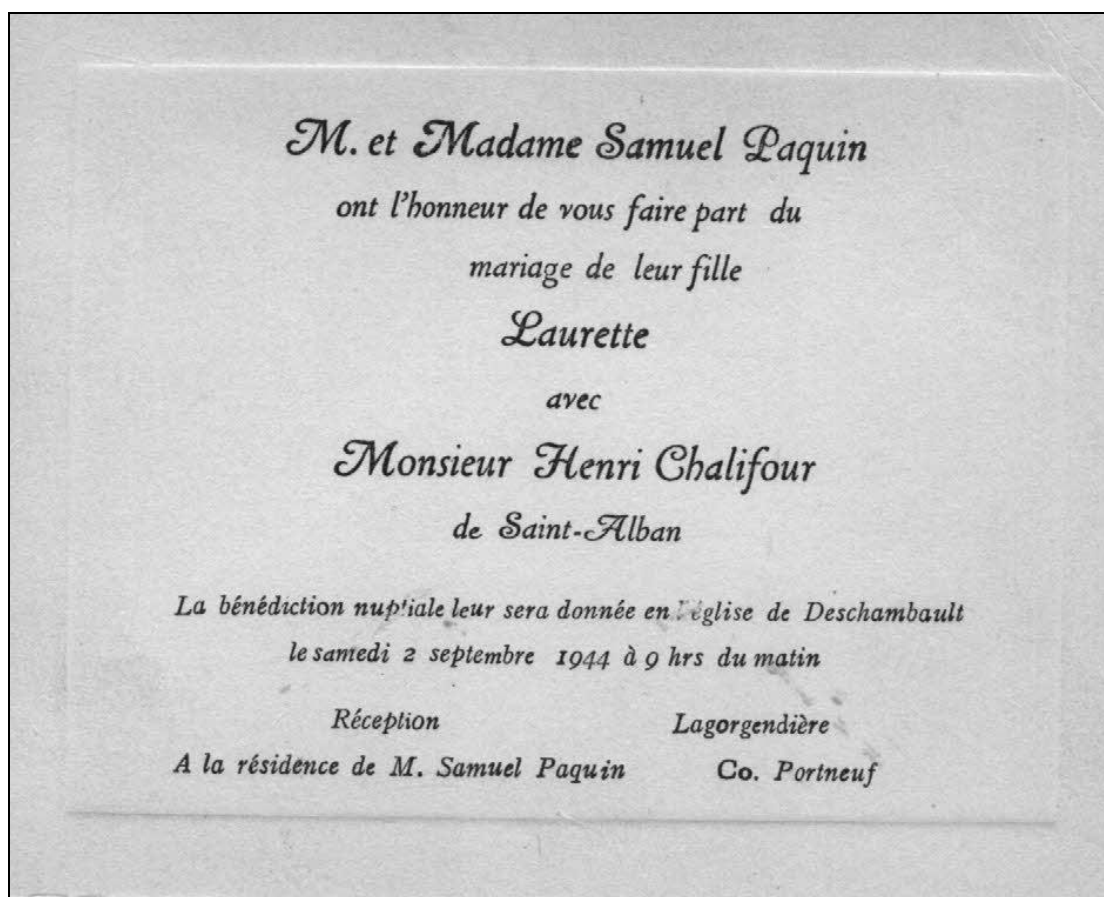 M. et Madame Samuel Paquin
ont l'honneur de vous faire part du
mariage de leur fille
Laurette
avec
Monsieur Henri Chalifour
de Saint-Alban
La bénédiction nuptiale leur sera donnée en l'église de Deschambault
le samedi 2 septembre 1944 à 9 hrs du matin
Réception Lagorgendière
A la résidence de M. Samuel Paquin Co. Portneuf